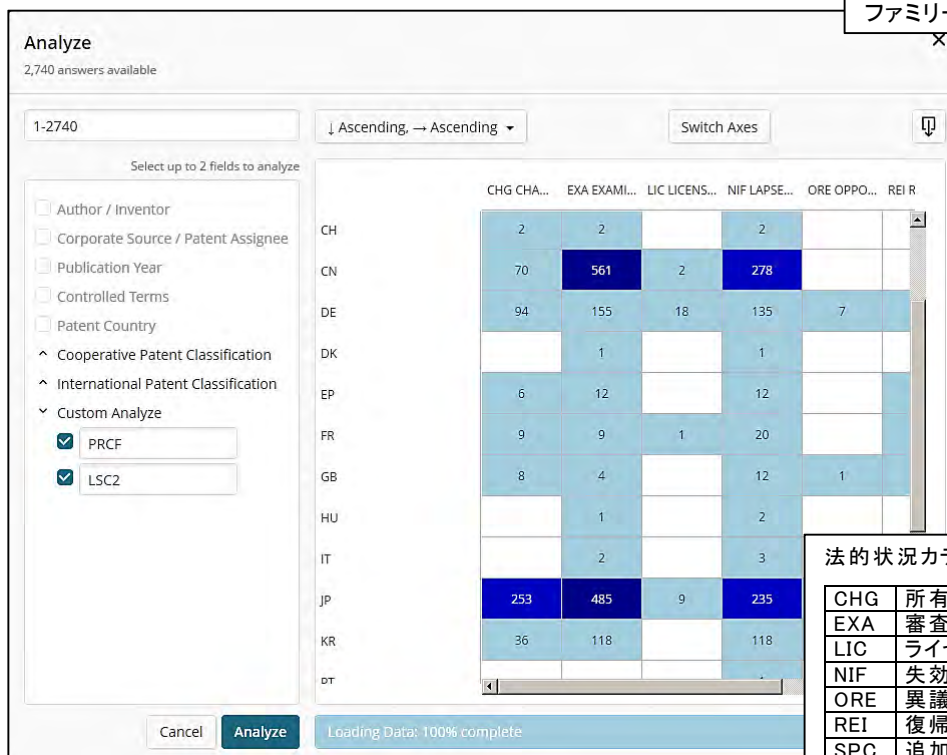 ファミリー
Analyze
×
2,740 answers available
1-2740
↓ Ascending, → Ascending
Switch Axes
Select up to 2 fields to analyze
Author / Inventor
Corporate Source / Patent Assignee
Publication Year
Controlled Terms
Patent Country
Cooperative Patent Classification
International Patent Classification
Custom Analyze
PRCF
LSC2
CHG CHA... EXA EXAMI... LIC LICENS... NIF LAPSE... ORE OPPO... REI R
CH 2 2 2
CN 70 561 2 278
DE 94 155 18 135 7
DK 1 1
EP 6 12 12
FR 9 9 1 20
GB 8 4 12 1
HU 1 2
IT 2 3
JP 253 485 9 235
KR 36 118 118
PT
Cancel
Analyze
Loading Data: 100% complete
法的状況カテ
CHG 所有
EXA 審査
LIC ライ
NIF 失効
ORE 異議
REI 復帰
SPC 追加